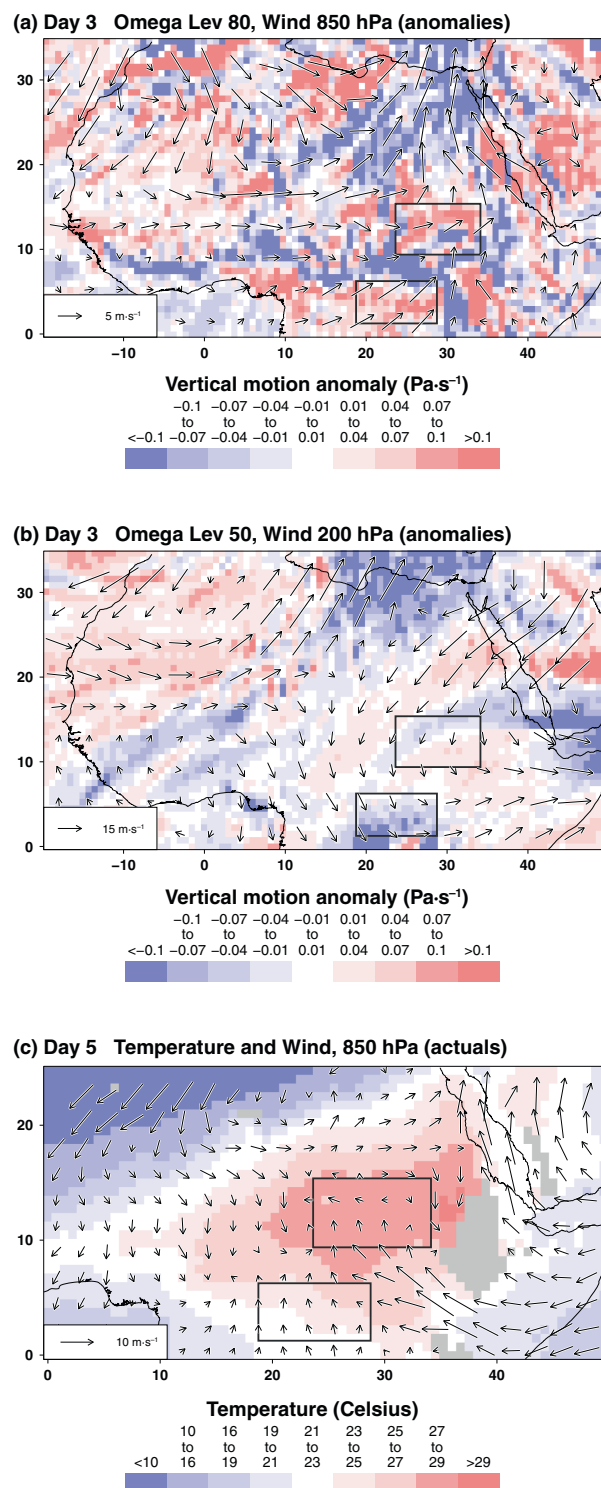 (a) Day 3 Omega Lev 80, Wind 850 hPa (anomalies)
30
20
10
0
5 m·s⁻¹
−10 0 10 20 30 40
Vertical motion anomaly (Pa·s⁻¹)
−0.1 −0.07 −0.04 −0.01 0.01 0.04 0.07
to to to to to to to
<−0.1 −0.07 −0.04 −0.01 0.01 0.04 0.07 0.1 >0.1
(b) Day 3 Omega Lev 50, Wind 200 hPa (anomalies)
30
20
10
0
15 m·s⁻¹
−10 0 10 20 30 40
Vertical motion anomaly (Pa·s⁻¹)
−0.1 −0.07 −0.04 −0.01 0.01 0.04 0.07
to to to to to to to
<−0.1 −0.07 −0.04 −0.01 0.01 0.04 0.07 0.1 >0.1
(c) Day 5 Temperature and Wind, 850 hPa (actuals)
20
10
0
10 m·s⁻¹
0 10 20 30 40
Temperature (Celsius)
10 16 19 21 23 25 27
to to to to to to to
<10 16 19 21 23 25 27 29 >29